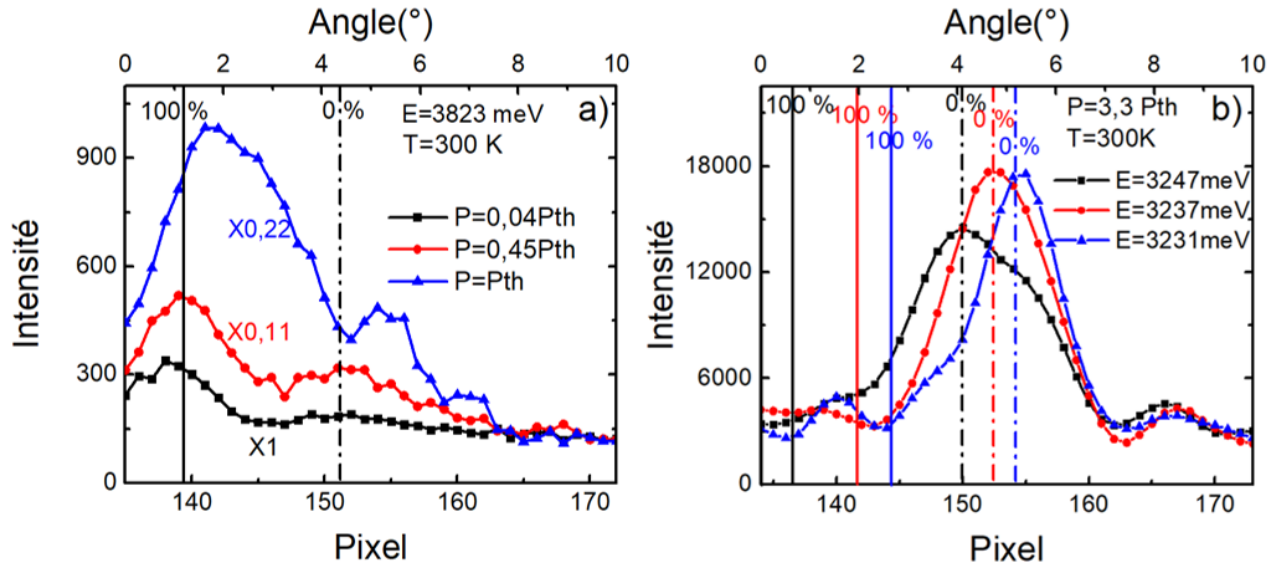 Angle(°)
0 2 4 6 8 10
100 % 0 % E=3823 meV a)
T=300 K
900
600
300
0
Intensité
X0,22
X0,11
X1
P=0,04Pth
P=0,45Pth
P=Pth
140 150 160 170
Pixel
Angle(°)
0 2 4 6 8 10
100 % 100 % 100 % 0 % 0 % 0 % P=3,3 Pth b)
T=300K
18000
12000
6000
0
Intensité
E=3247meV
E=3237meV
E=3231meV
140 150 160 170
Pixel